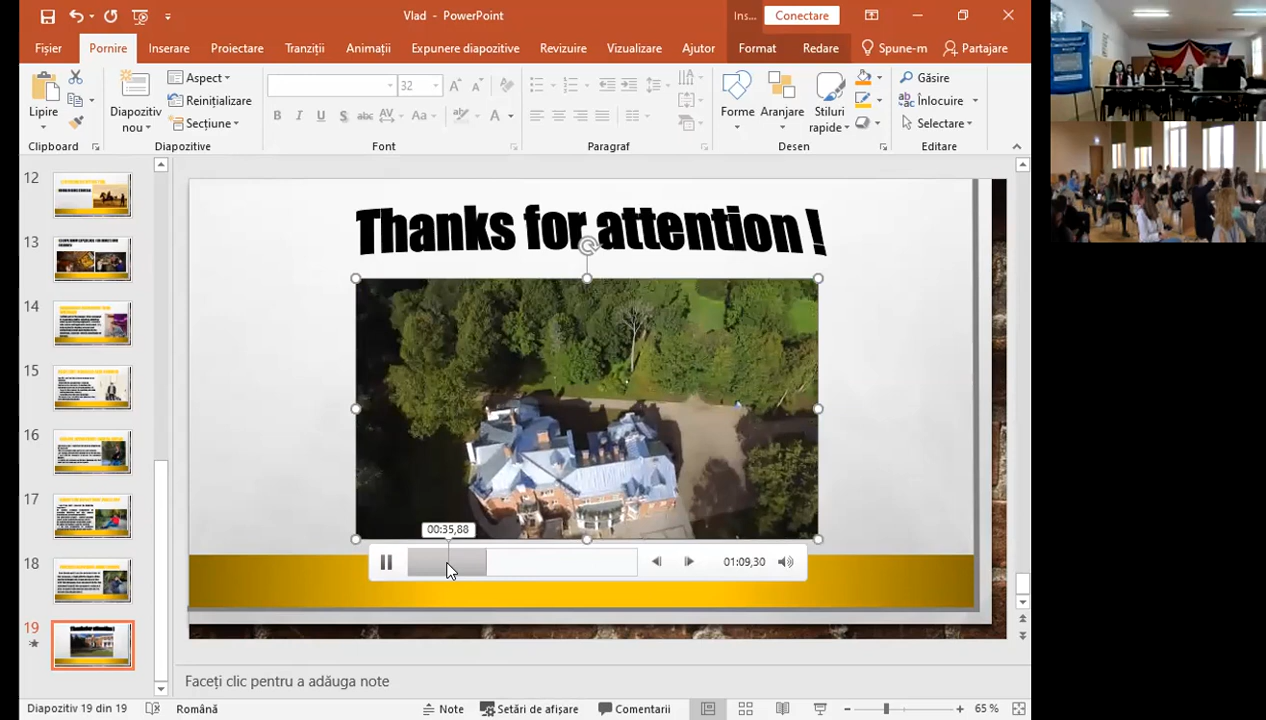 Vlad - PowerPoint
Ins...
Conectare
Fișier
Pornire
Inserare
Proiectare
Tranziții
Animații
Expunere diapozitive
Revizuire
Vizualizare
Ajutor
Format
Redare
Spune-m
Partajare
Lipire
Diapozitiv nou
Aspect
Reinițializare
Secțiune
32
B I U S abc AV Aa A
Forme
Aranjare
Stiluri rapide
Găsire
Înlocuire
Selectare
Clipboard
Diapozitive
Font
Paragraf
Desen
Editare
12
13
14
15
16
17
18
19
Thanks for attention !
00:35,88
01:09,30
Faceți clic pentru a adăuga note
Diapozitiv 19 din 19
Română
Note
Setări de afișare
Comentarii
65 %